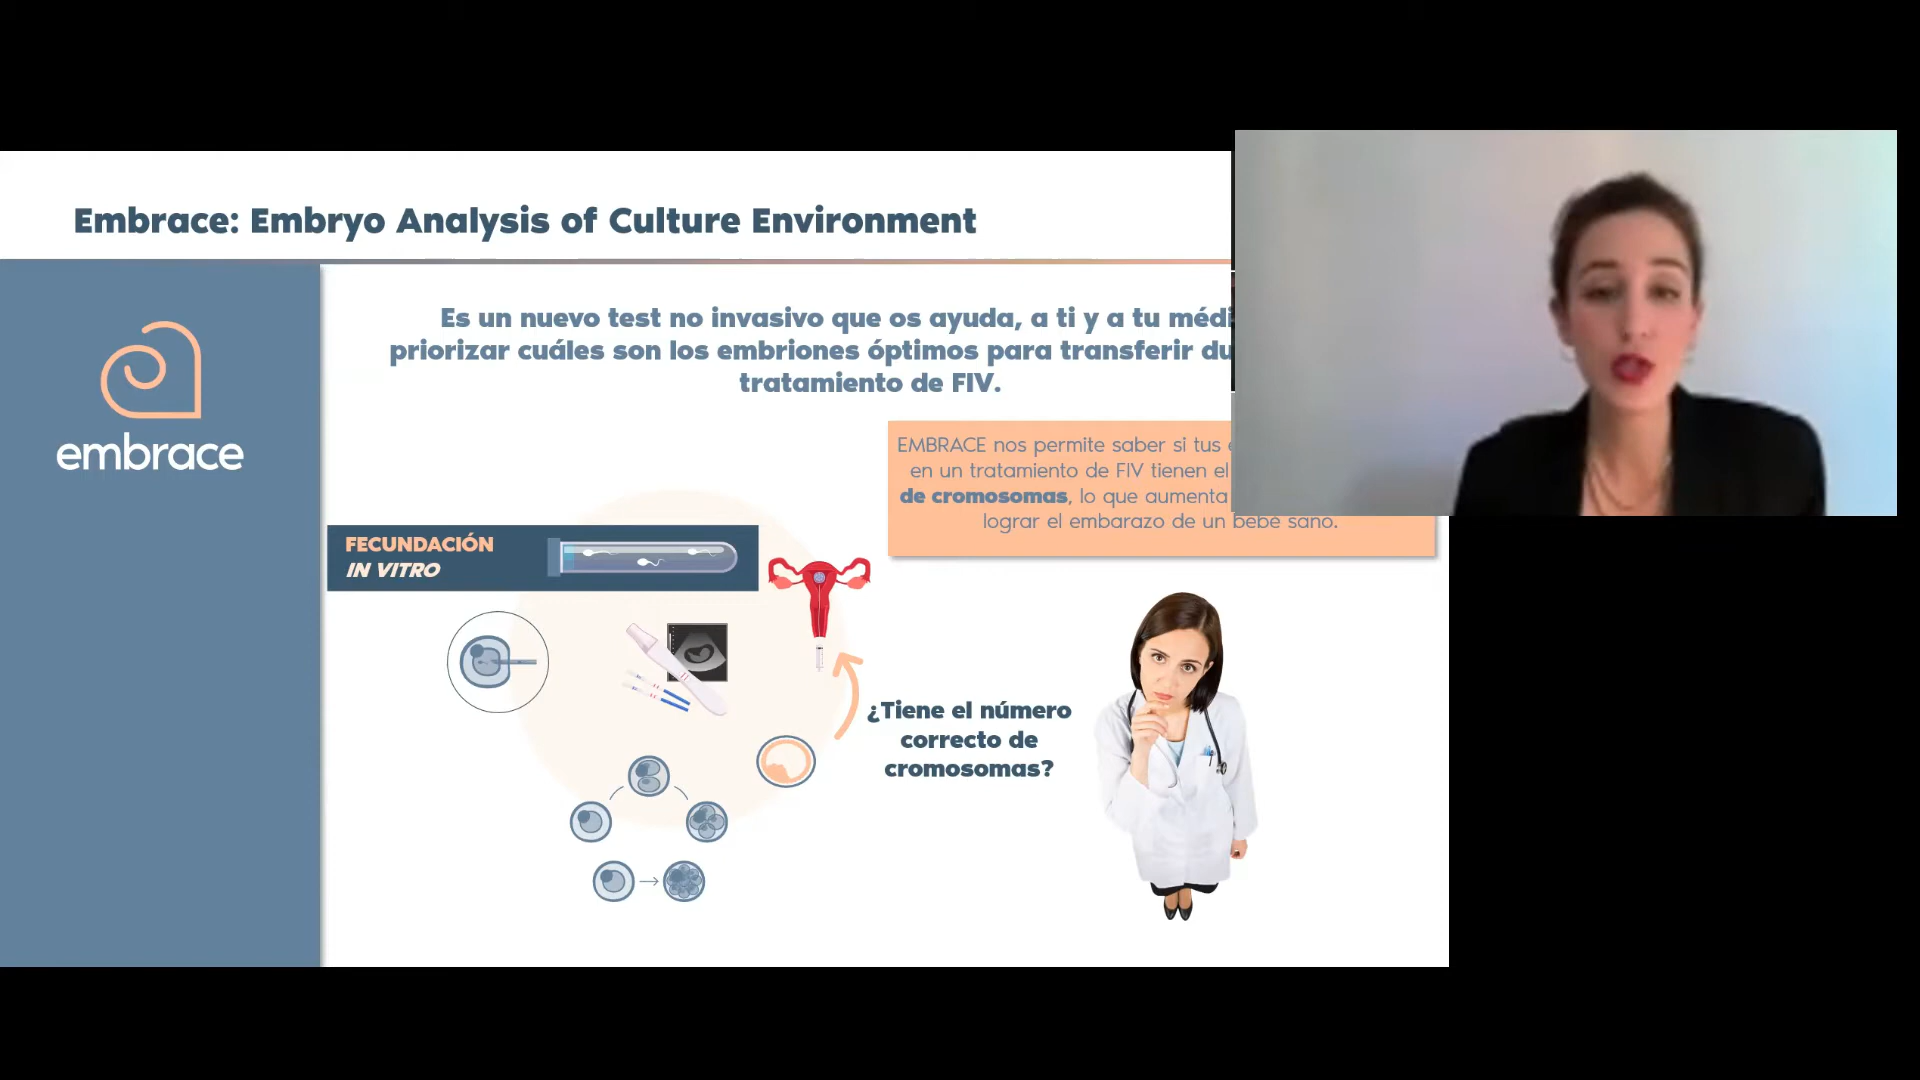 Embrace: Embryo Analysis of Culture Environment
embrace
Es un nuevo test no invasivo que os ayuda, a ti y a tu médi
priorizar cuáles son los embriones óptimos para transferir du
tratamiento de FIV.
EMBRACE nos permite saber si tus
en un tratamiento de FIV tienen el
de cromosomas, lo que aumenta
lograr el embarazo de un bebé sano.
FECUNDACIÓN
IN VITRO
¿Tiene el número
correcto de
cromosomas?